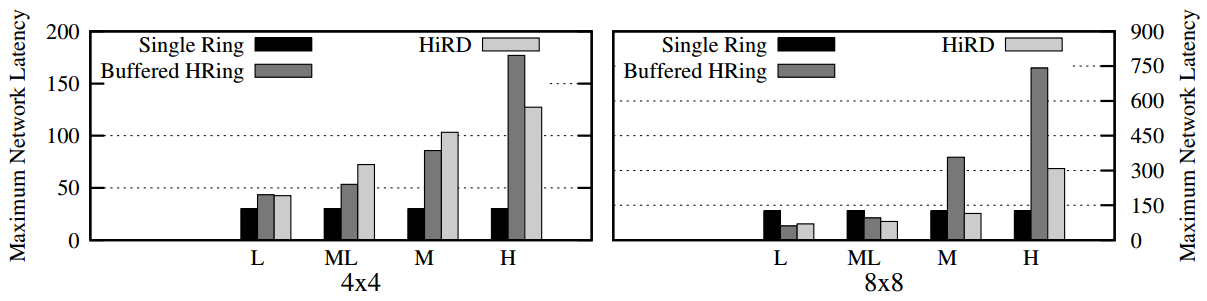 Maximum Network Latency
200
150
100
50
0
Single Ring
Buffered HRing
HiRD
L ML M H
4x4
Single Ring
Buffered HRing
HiRD
L ML M H
8x8
900
750
600
450
300
150
0
Maximum Network Latency